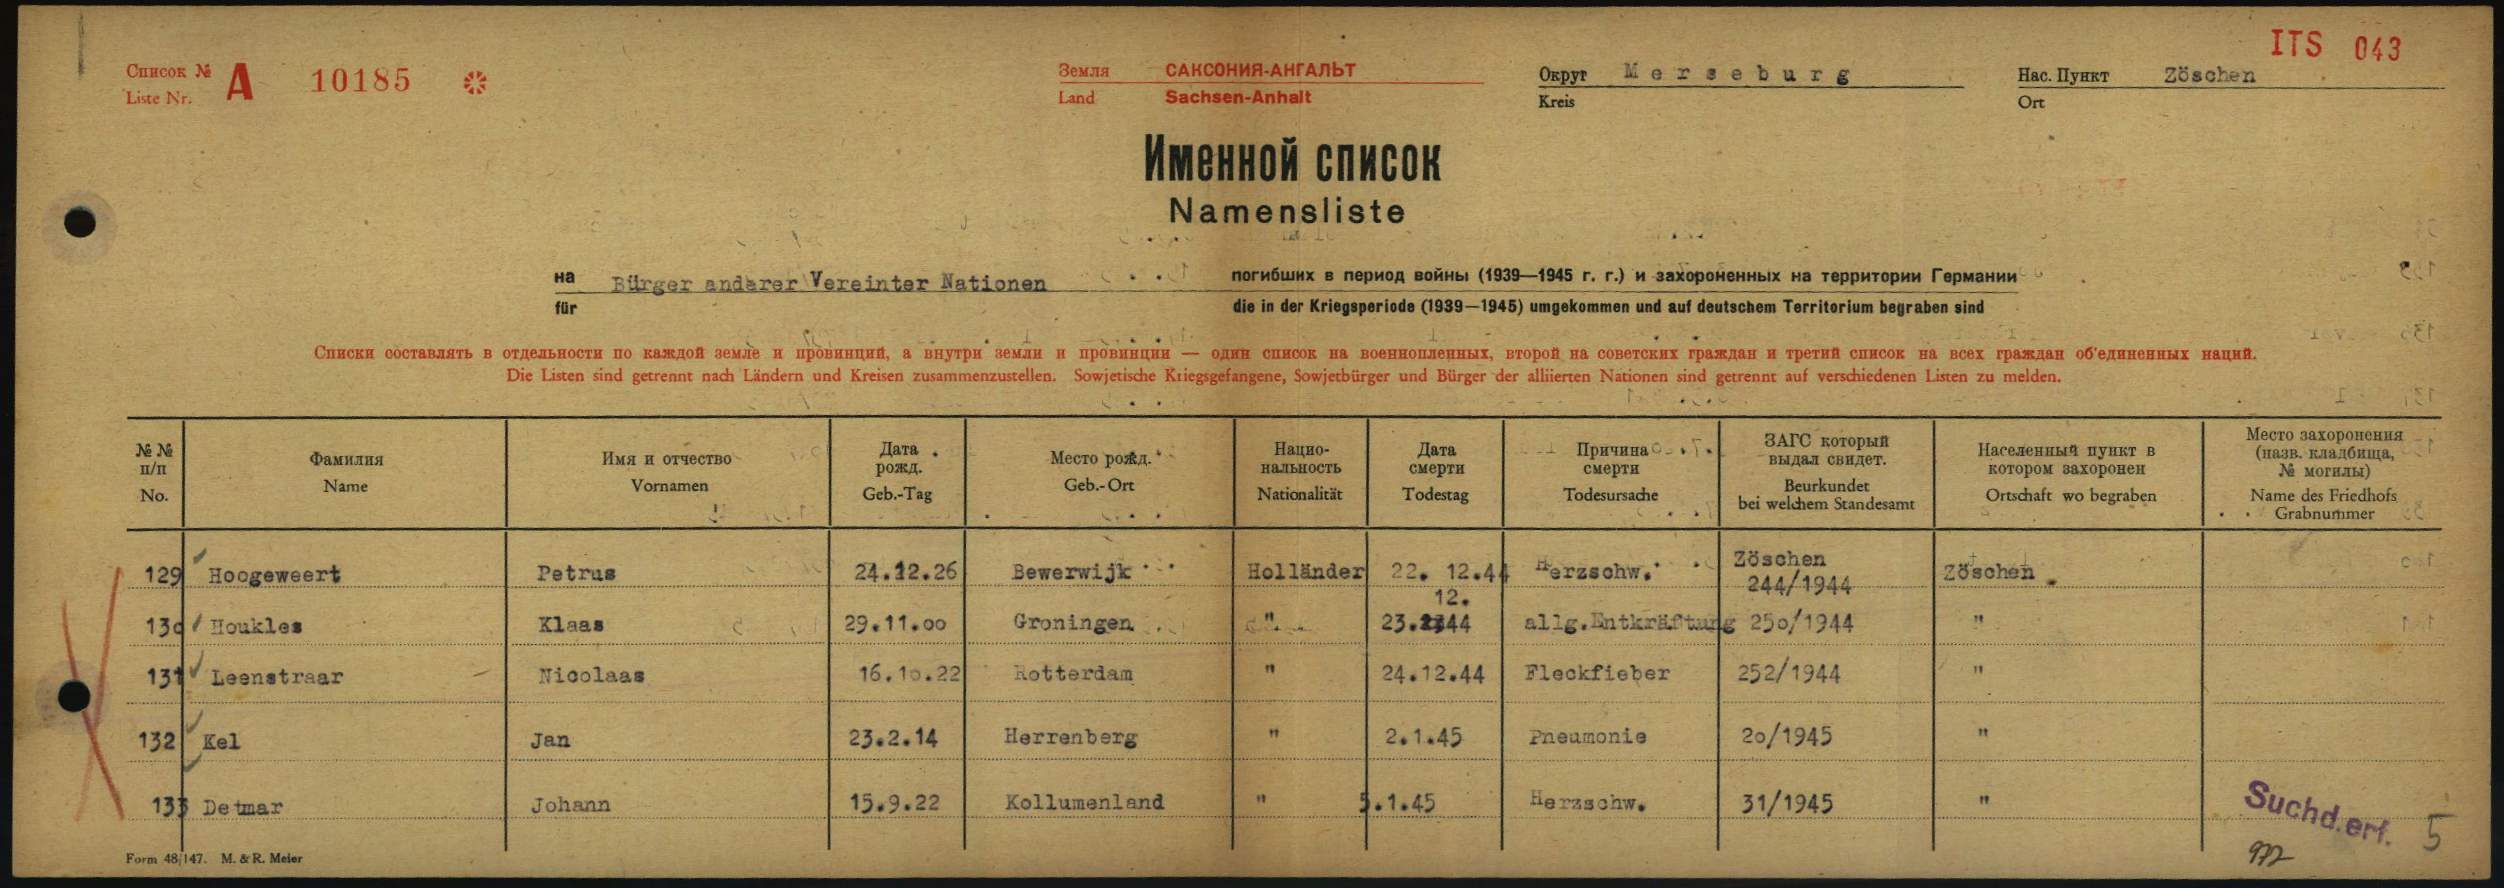 ITS 043
Список № A 10185
Liste Nr.
Земля САКСОНИЯ-АНГАЛЬТ
Land Sachsen-Anhalt
Округ Merseburg
Kreis
Нас. Пункт Zöschen
Ort
Именной список
Namensliste
на Bürger anderer Vereinter Nationen погибших в период войны (1939—1945 г. г.) и захороненных на территории Германии
für die in der Kriegsperiode (1939—1945) umgekommen und auf deutschem Territorium begraben sind
Списки составлять в отдельности по каждой земле и провинций, а внутри земли и провинции — один список на военнопленных, второй на советских граждан и третий список на всех граждан об'единенных наций.
Die Listen sind getrennt nach Ländern und Kreisen zusammenzustellen. Sowjetische Kriegsgefangene, Sowjetbürger und Bürger der alliierten Nationen sind getrennt auf verschiedenen Listen zu melden.
№ № п/п No.
Фамилия Name
Имя и отчество Vornamen
Дата рожд. Geb.-Tag
Место рожд. Geb.-Ort
Нацио-нальность Nationalität
Дата смерти Todestag
Причина смерти Todesursache
ЗАГС который выдал свидет. Beurkundet bei welchem Standesamt
Населенный пункт в котором захоронен Ortschaft wo begraben
Место захоронения (назв. кладбища, № могилы) Name des Friedhofs Grabnummer
129 Hoogeweert Petrus 24.12.26 Bewerwijk Holländer 22. 12.44 Herzschw. Zöschen 244/1944 Zöschen
12.
130 Houkles Klaas 29.11.00 Groningen " 23.44 allg.Entkräftung 250/1944 "
131 Leenstraar Nicolaas 16.10.22 Rotterdam " 24.12.44 Fleckfieber 252/1944 "
132 Kel Jan 23.2.14 Herrenberg " 2.1.45 Pneumonie 20/1945 "
133 Detmar Johann 15.9.22 Kollumenland " 5.1.45 Herzschw. 31/1945 "
Suchd.erf. 5
972
Form 48/147. M. & R. Meier